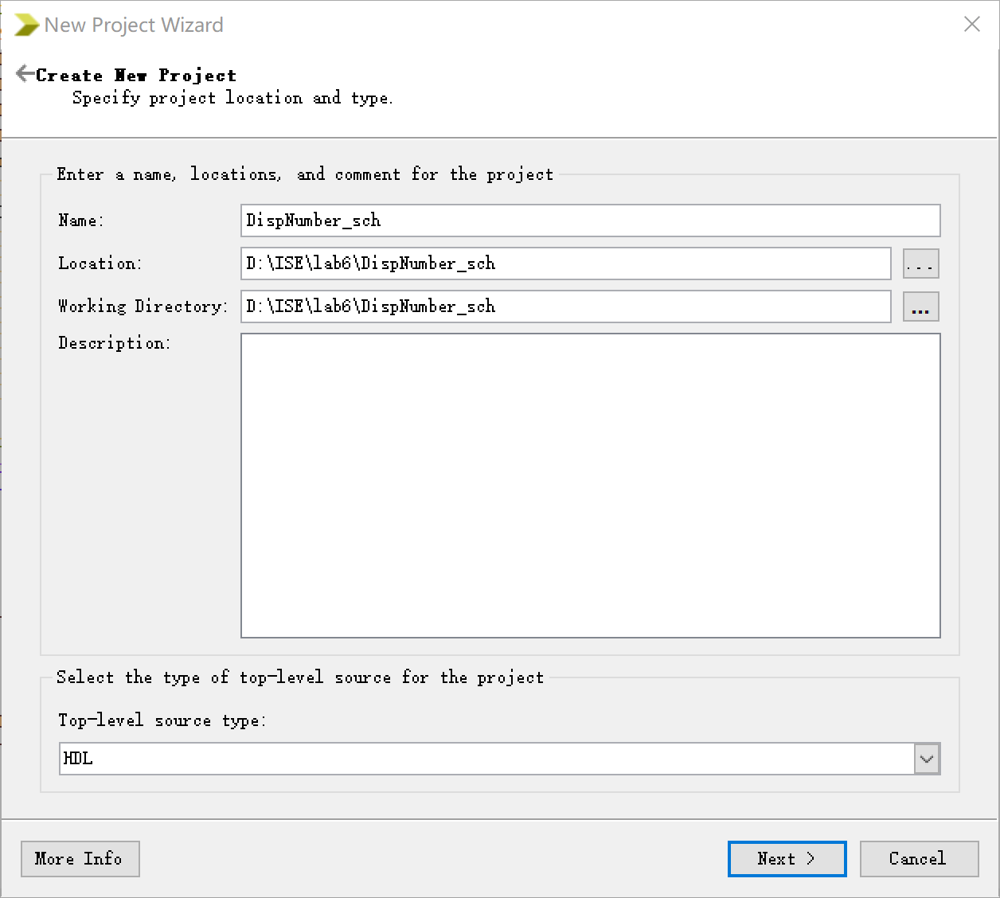 New Project Wizard
Create New Project
Specify project location and type.
Enter a name, locations, and comment for the project
Name: DispNumber_sch
Location: D:\ISE\lab6\DispNumber_sch ...
Working Directory: D:\ISE\lab6\DispNumber_sch ...
Description:
Select the type of top-level source for the project
Top-level source type:
HDL
More Info Next > Cancel